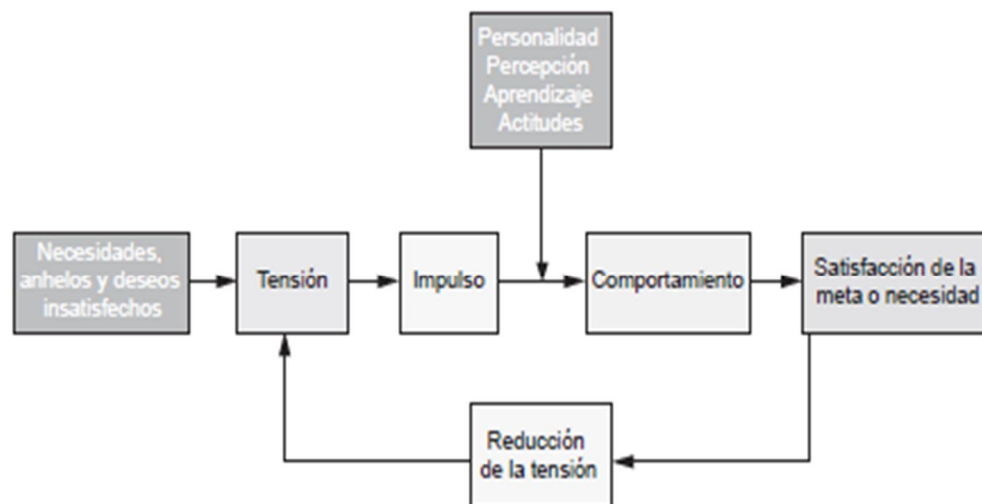 Personalidad
Percepción
Aprendizaje
Actitudes
Necesidades,
anhelos y deseos
insatisfechos
Tensión
Impulso
Comportamiento
Satisfacción de la
meta o necesidad
Reducción
de la tensión